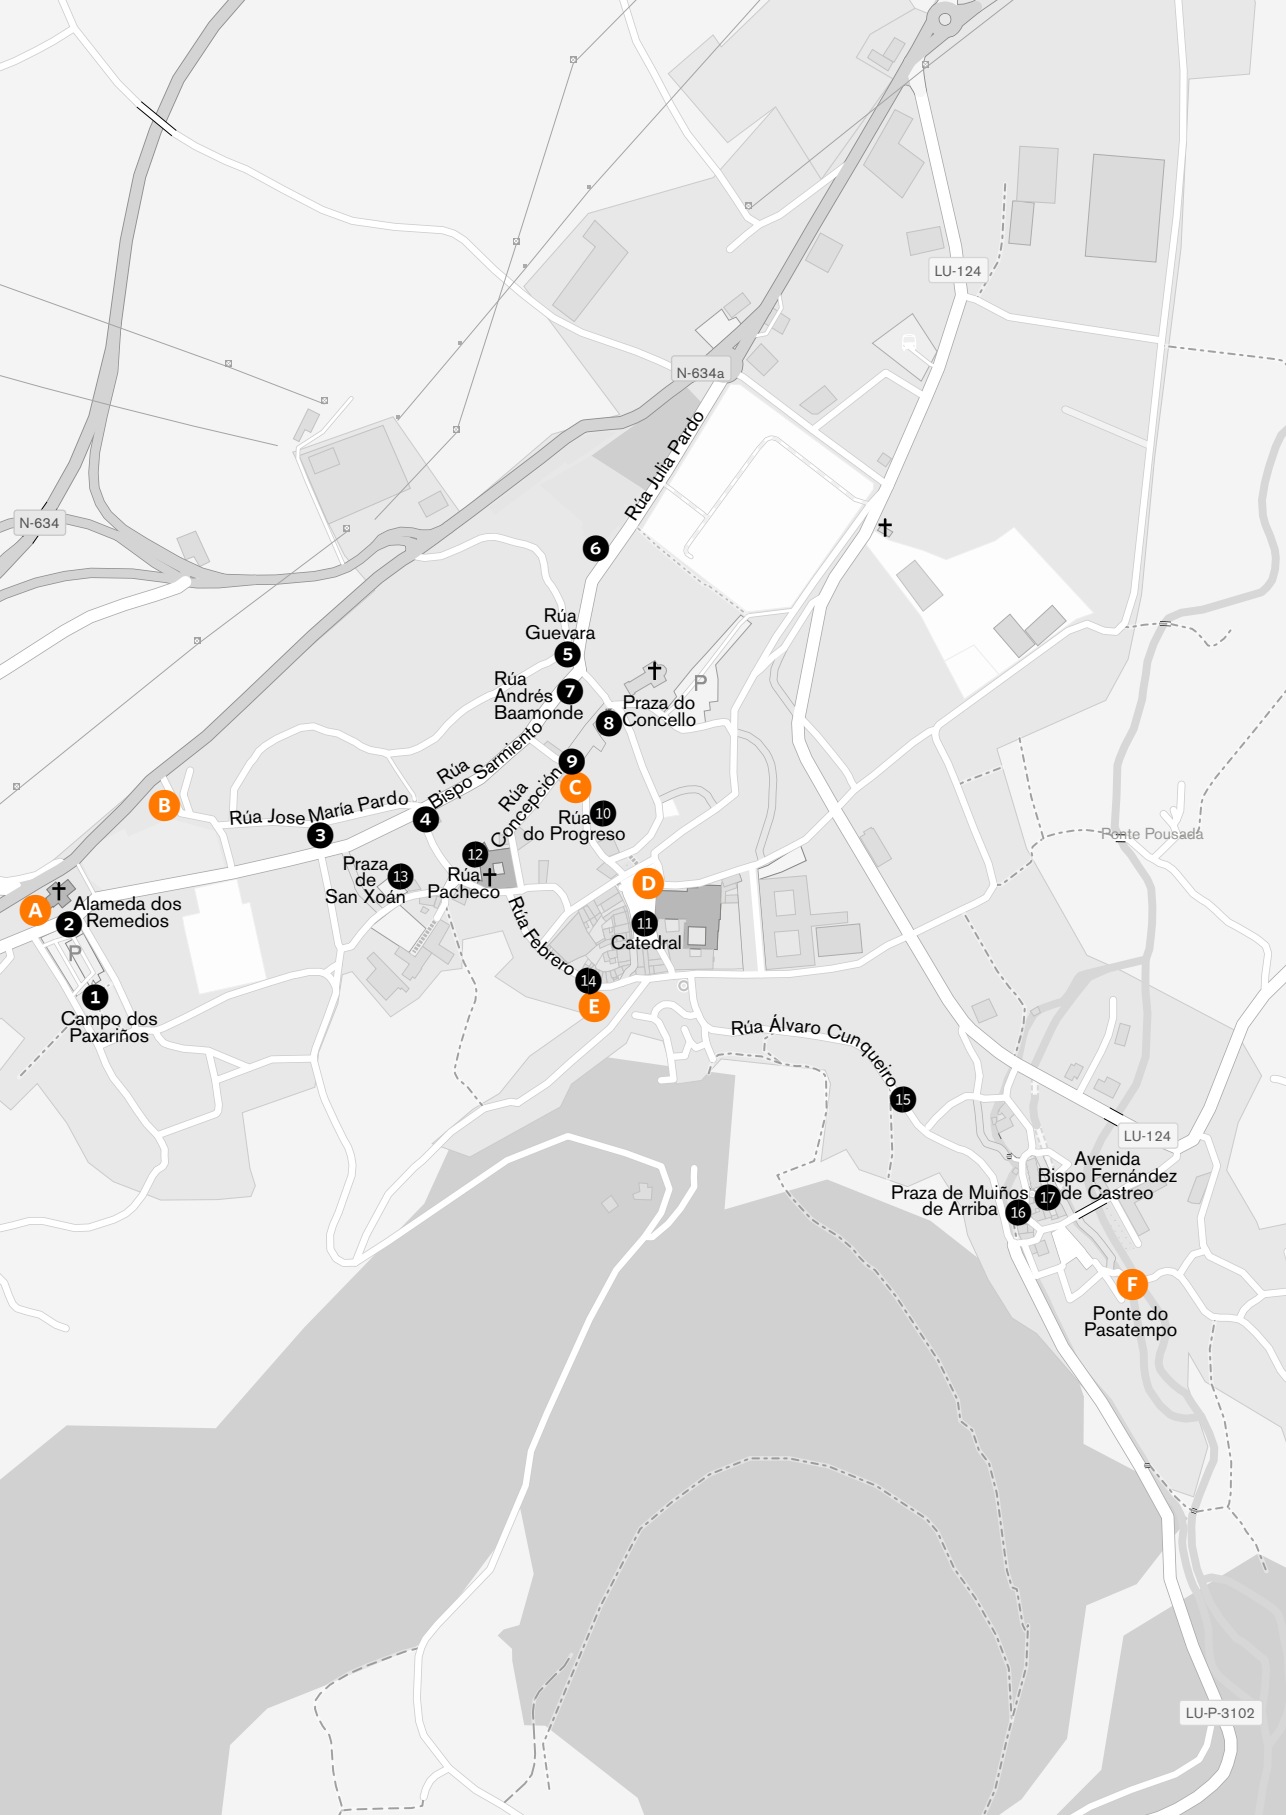 LU-124
N-634a
Rúa Julia Pardo
N-634
6
Rúa
Guevara
5
Rúa
Andrés
Baamonde
7
P
8
Praza do
Concello
Rúa
Bispo Sarmiento
9
C
Rúa
Concepción
B
Rúa Jose María Pardo
3
4
10
Rúa
do Progreso
Ponte Pousada
12
Rúa
Pacheco
Praza
de
San Xoán
13
D
A
Alameda dos
Remedios
2
P
11
Catedral
Rúa Febrero
14
E
1
Campo dos
Paxariños
Rúa Álvaro Cunqueiro
15
LU-124
Avenida
Bispo Fernández
de Castreo
17
Praza de Muiños
de Arriba
16
F
Ponte do
Pasatempo
LU-P-3102